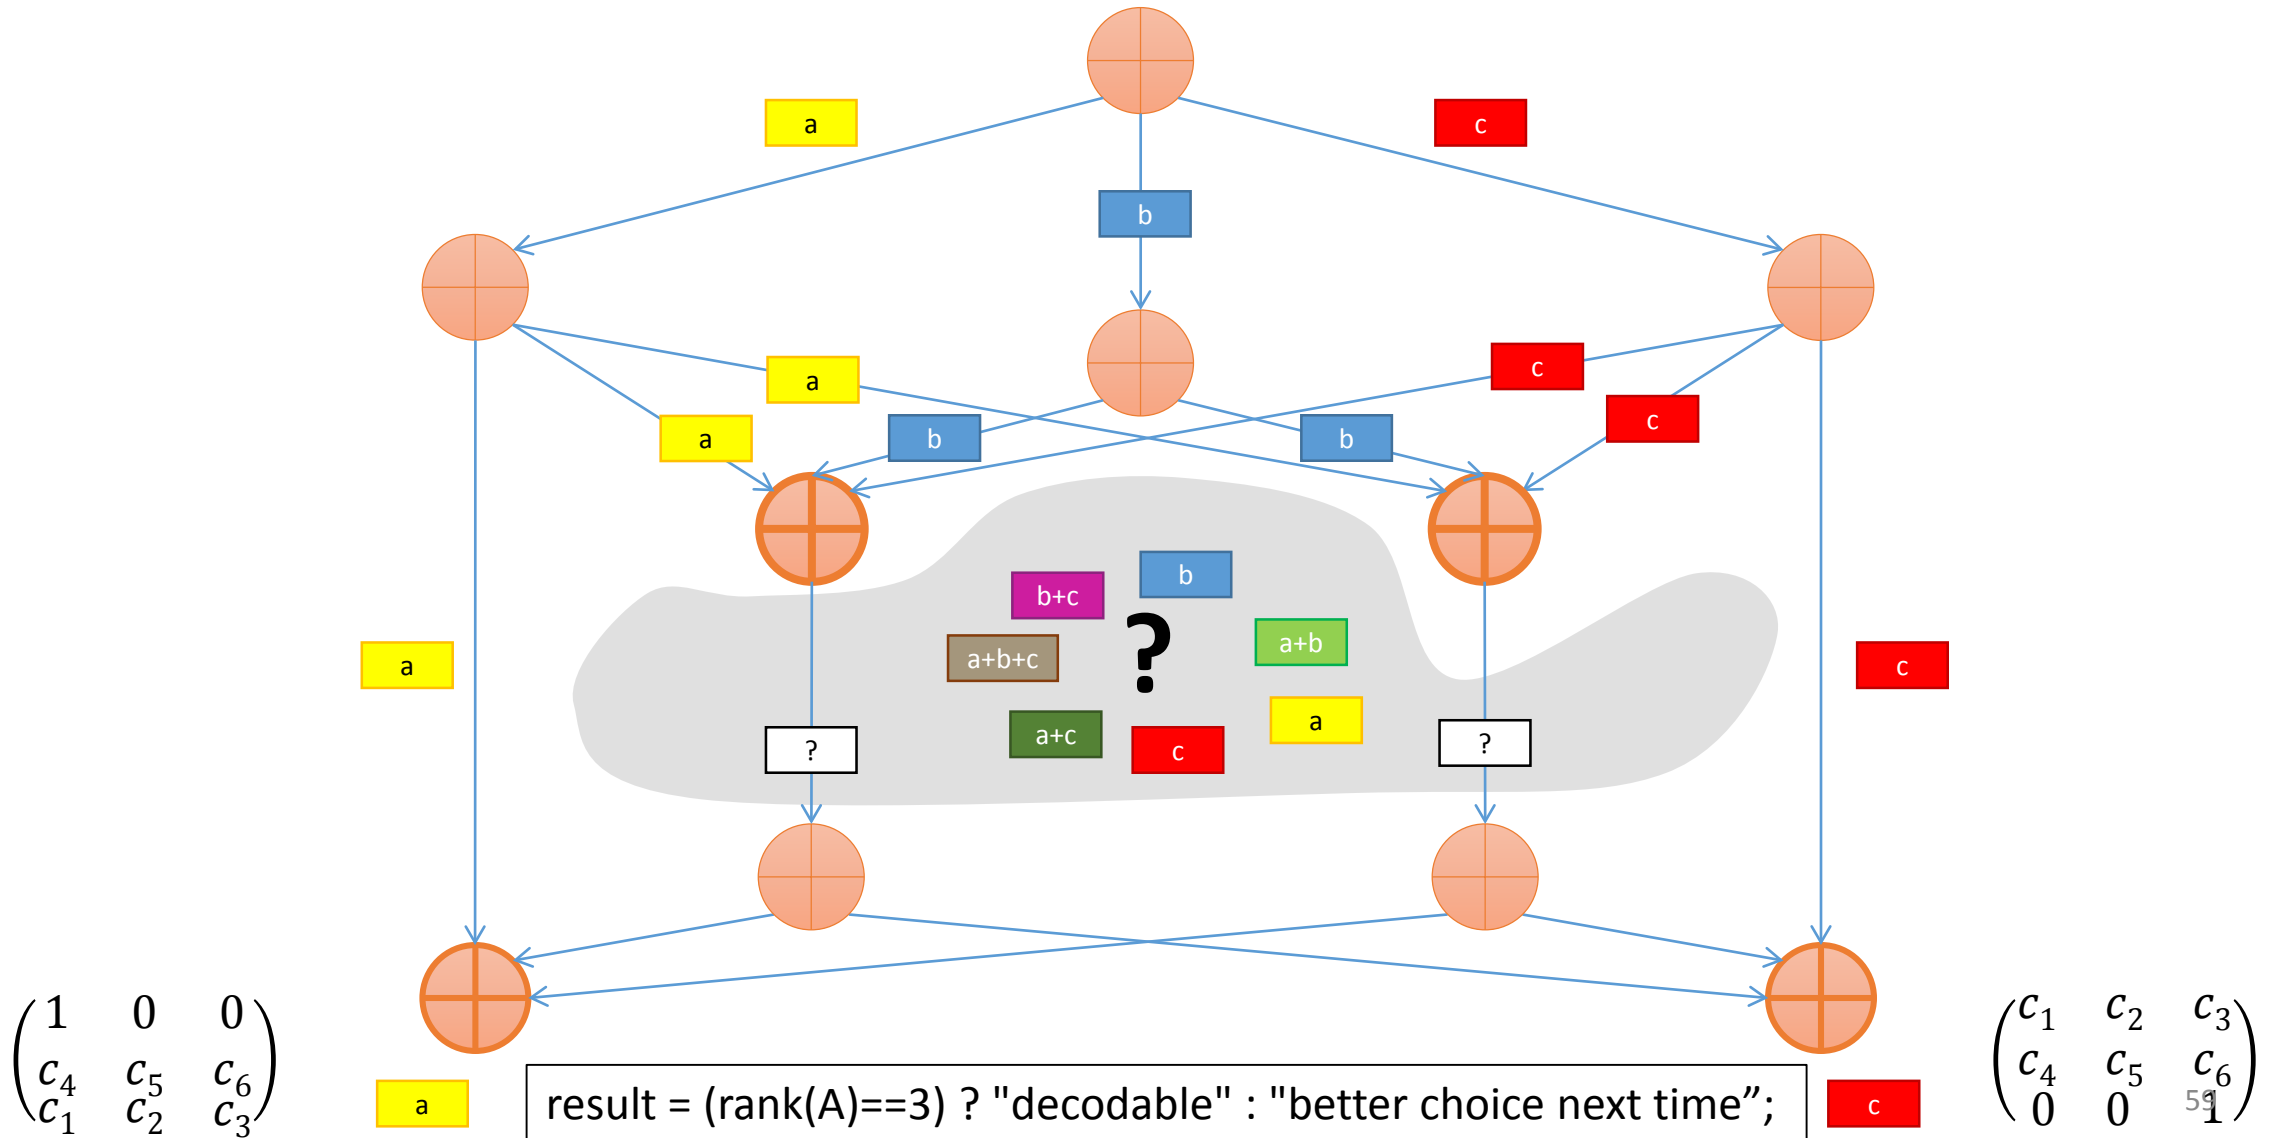 a
c
b
a
c
a
b
b
c
b
b+c
a+b
a+b+c
a
c
a
a+c
c
?
?
?
1 0 0
c₄ c₅ c₆
c₁ c₂ c₃
c₁ c₂ c₃
c₄ c₅ c₆
0 0 1
59
a
result = (rank(A)==3) ? "decodable" : "better choice next time”;
c